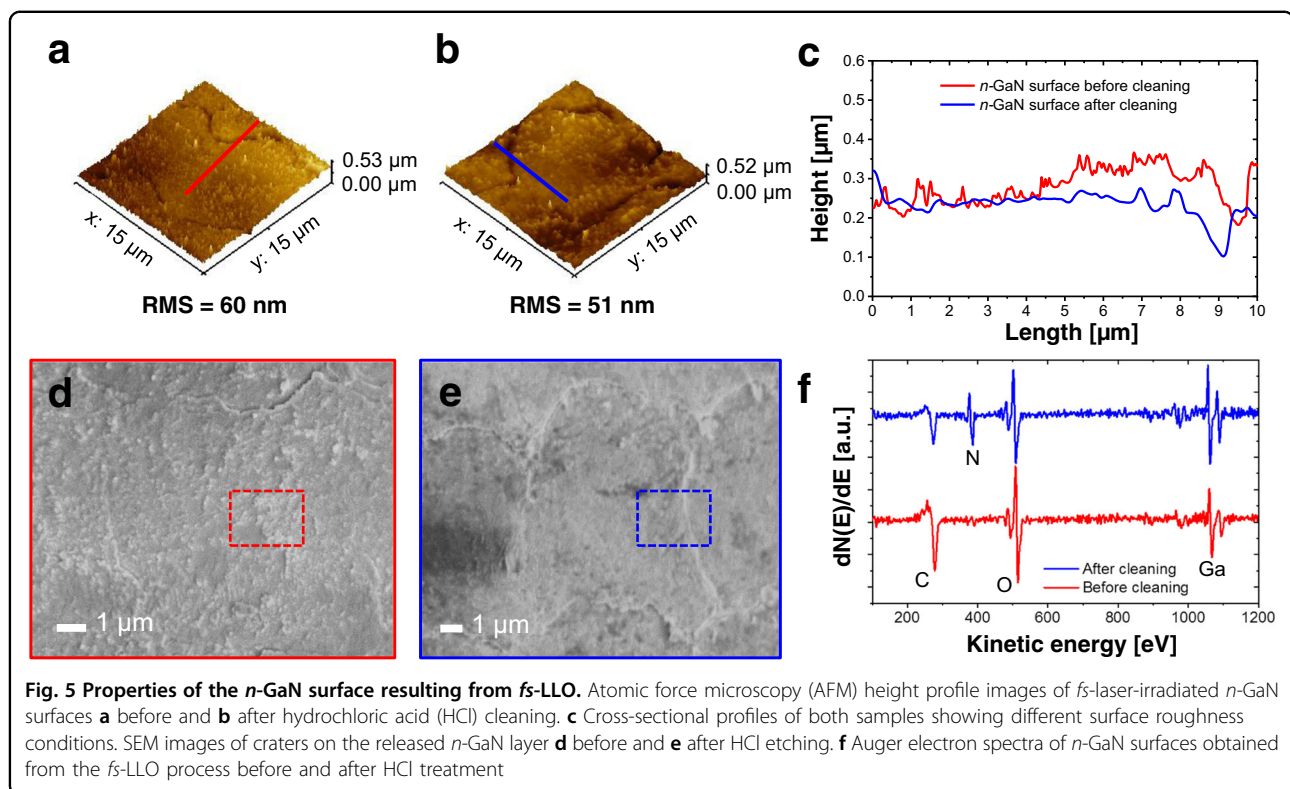 a
0.53 µm
0.00 µm
x: 15 µm
y: 15 µm
RMS = 60 nm
b
0.52 µm
0.00 µm
x: 15 µm
y: 15 µm
RMS = 51 nm
c
0.6
0.5
0.4
0.3
0.2
0.1
0.0
Height [µm]
n-GaN surface before cleaning
n-GaN surface after cleaning
0 1 2 3 4 5 6 7 8 9 10
Length [µm]
d
1 µm
e
1 µm
f
dN(E)/dE [a.u.]
N
C
O
Ga
After cleaning
Before cleaning
200 400 600 800 1000 1200
Kinetic energy [eV]
Fig. 5 Properties of the n-GaN surface resulting from fs-LLO. Atomic force microscopy (AFM) height profile images of fs-laser-irradiated n-GaN
surfaces a before and b after hydrochloric acid (HCl) cleaning. c Cross-sectional profiles of both samples showing different surface roughness
conditions. SEM images of craters on the released n-GaN layer d before and e after HCl etching. f Auger electron spectra of n-GaN surfaces obtained
from the fs-LLO process before and after HCl treatment